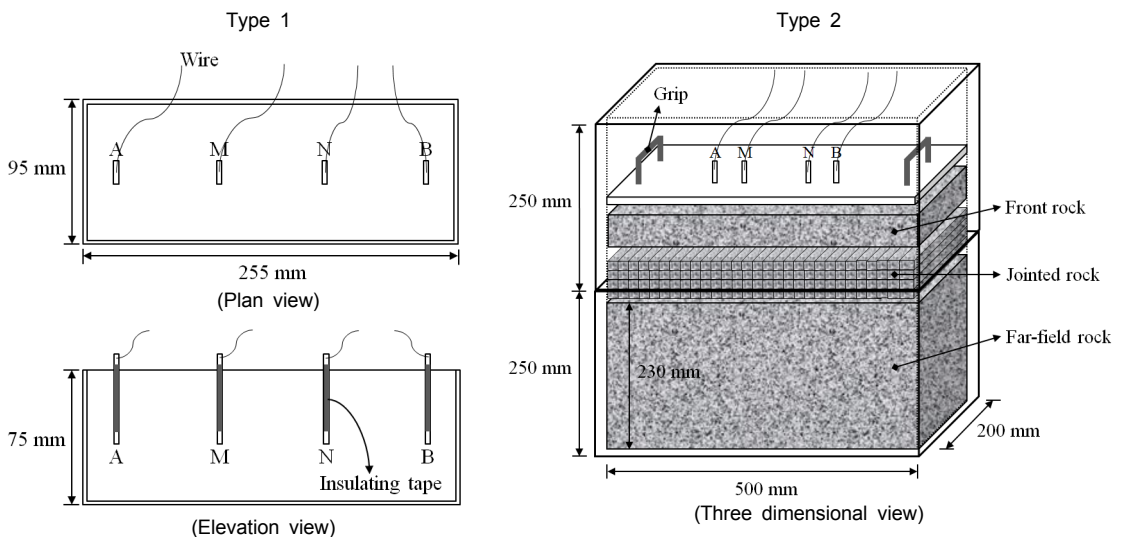 Type 1
Wire
A M N B
95 mm
255 mm
(Plan view)
75 mm
A M N B
Insulating tape
(Elevation view)
Type 2
Grip
A M N B
250 mm
Front rock
Jointed rock
Far-field rock
250 mm
230 mm
200 mm
500 mm
(Three dimensional view)